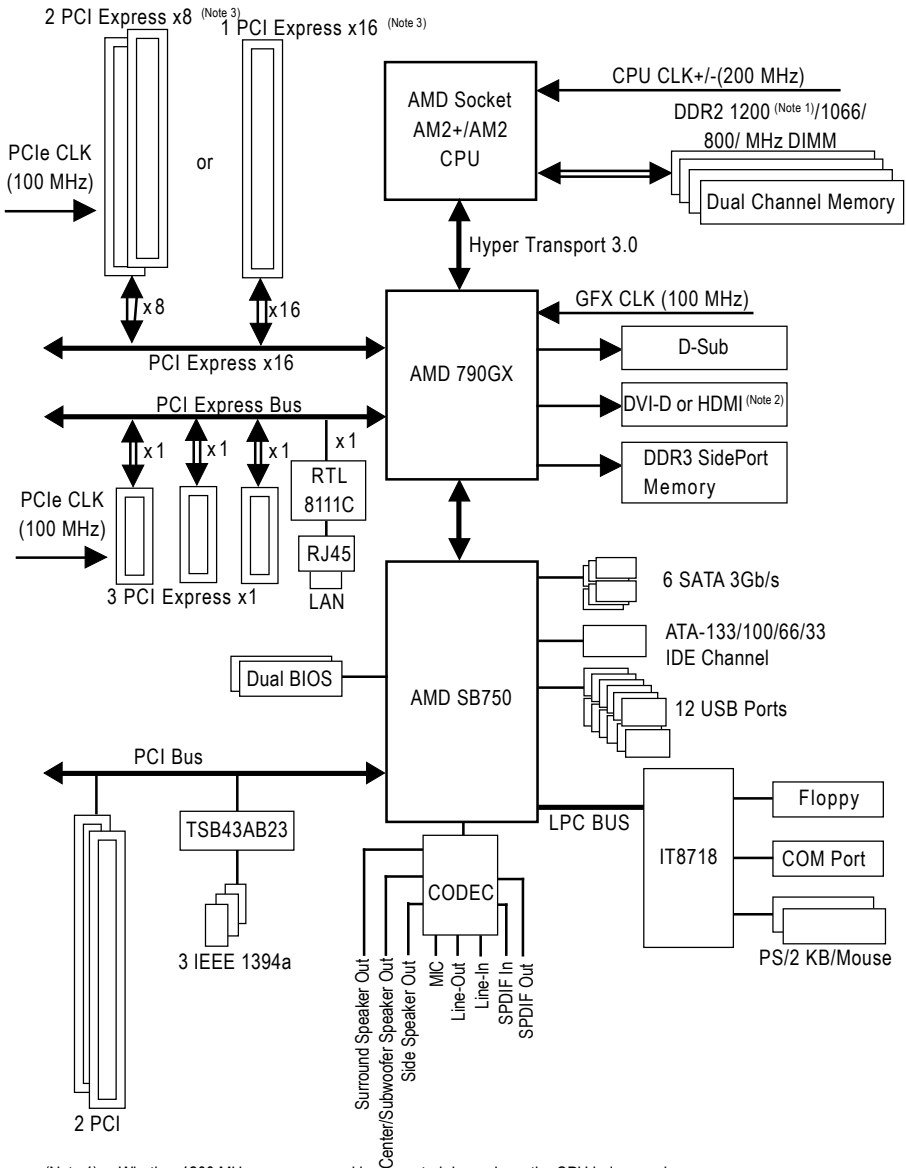 2 PCI Express x8 (Note 3)
1 PCI Express x16 (Note 3)
PCIe CLK
(100 MHz)
or
x8
x16
PCI Express x16
AMD Socket
AM2+/AM2
CPU
CPU CLK+/-(200 MHz)
DDR2 1200 (Note 1)/1066/
800/ MHz DIMM
Dual Channel Memory
Hyper Transport 3.0
AMD 790GX
GFX CLK (100 MHz)
D-Sub
DVI-D or HDMI (Note 2)
DDR3 SidePort
Memory
PCI Express Bus
x1
x1
x1
x1
PCIe CLK
(100 MHz)
3 PCI Express x1
RTL
8111C
RJ45
LAN
AMD SB750
6 SATA 3Gb/s
ATA-133/100/66/33
IDE Channel
12 USB Ports
Dual BIOS
PCI Bus
TSB43AB23
3 IEEE 1394a
2 PCI
LPC BUS
IT8718
Floppy
COM Port
PS/2 KB/Mouse
CODEC
Surround Speaker Out
Center/Subwoofer Speaker Out
Side Speaker Out
MIC
Line-Out
Line-In
SPDIF In
SPDIF Out